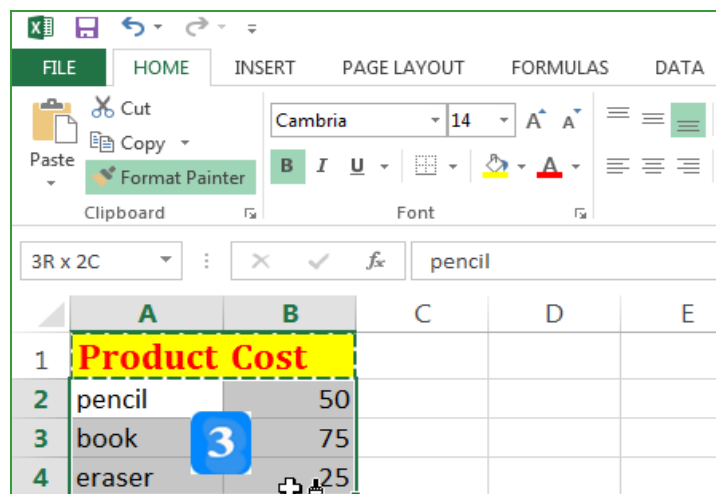 FILE HOME INSERT PAGE LAYOUT FORMULAS DATA
Paste
Cut
Copy
Format Painter
Clipboard
Cambria 14 A A
B I U A
Font
3R x 2C fx pencil
A B C D E
1 Product Cost
2 pencil 50
3 book 75
3
4 eraser 25